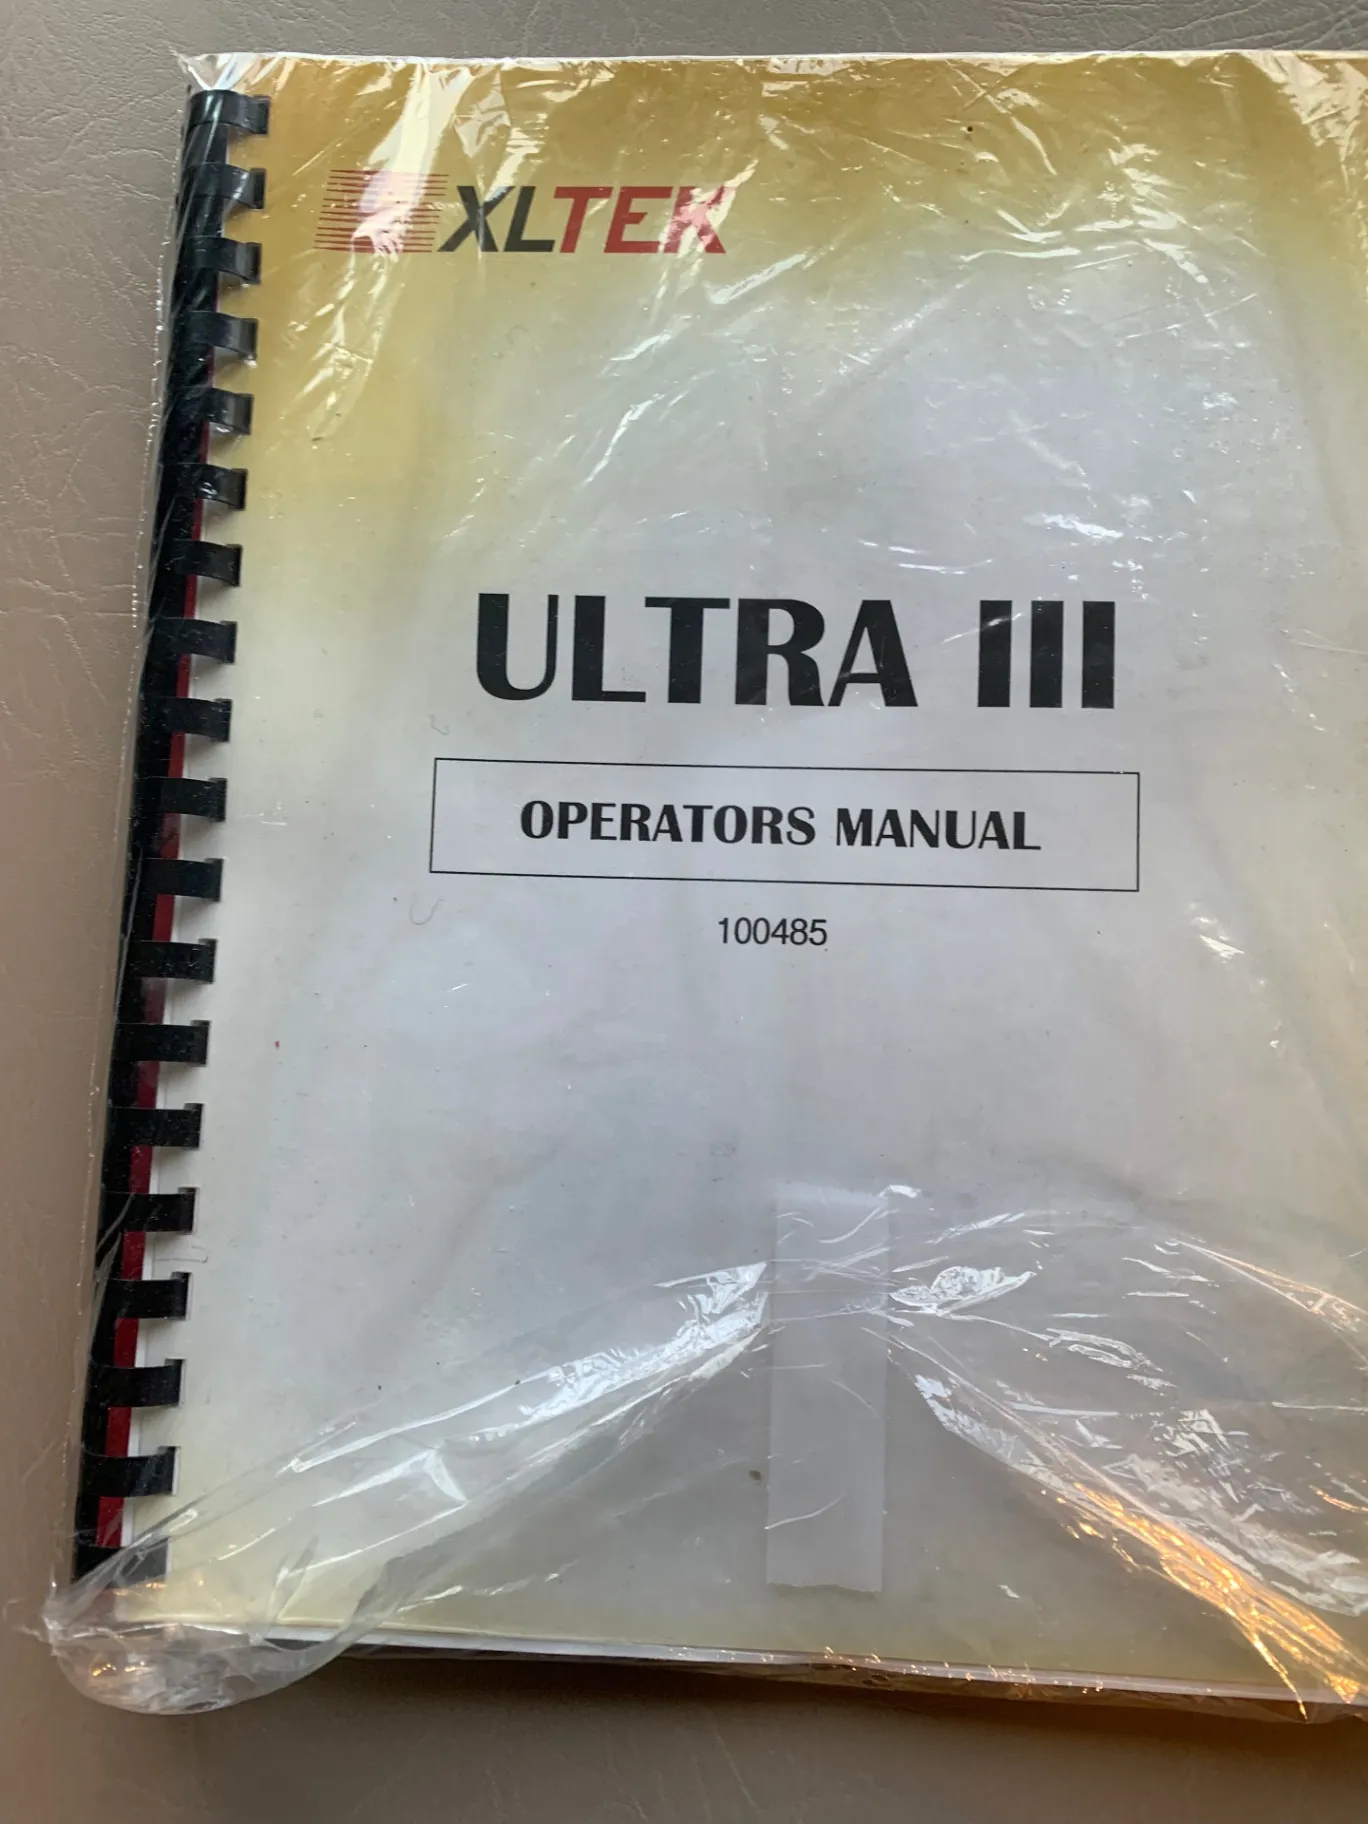 XLTEK
ULTRA III
OPERATORS MANUAL
100485